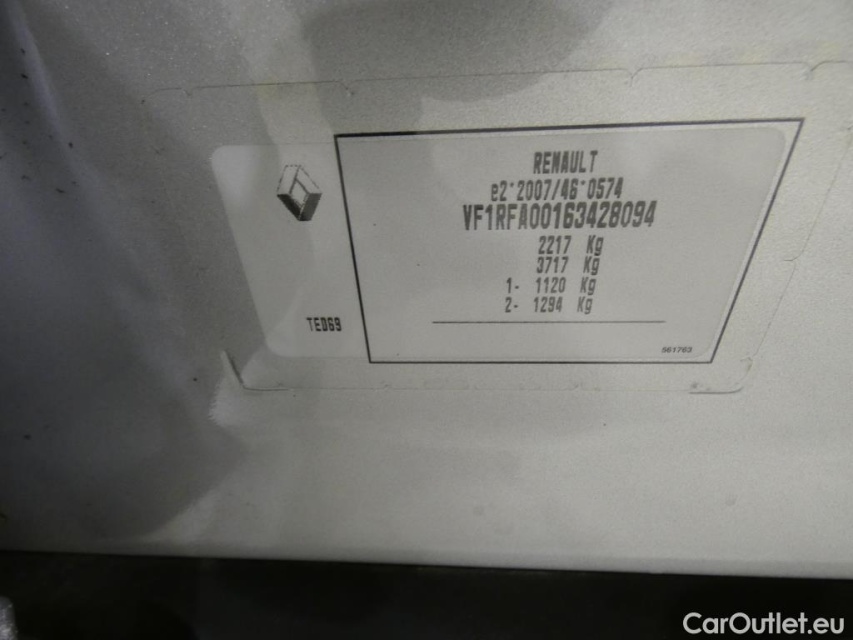 RENAULT
e2*2007/46*0574
VF1RFA00163428094
2217 Kg
3717 Kg
1- 1120 Kg
2- 1294 Kg
TED69
561763
CarOutlet.eu